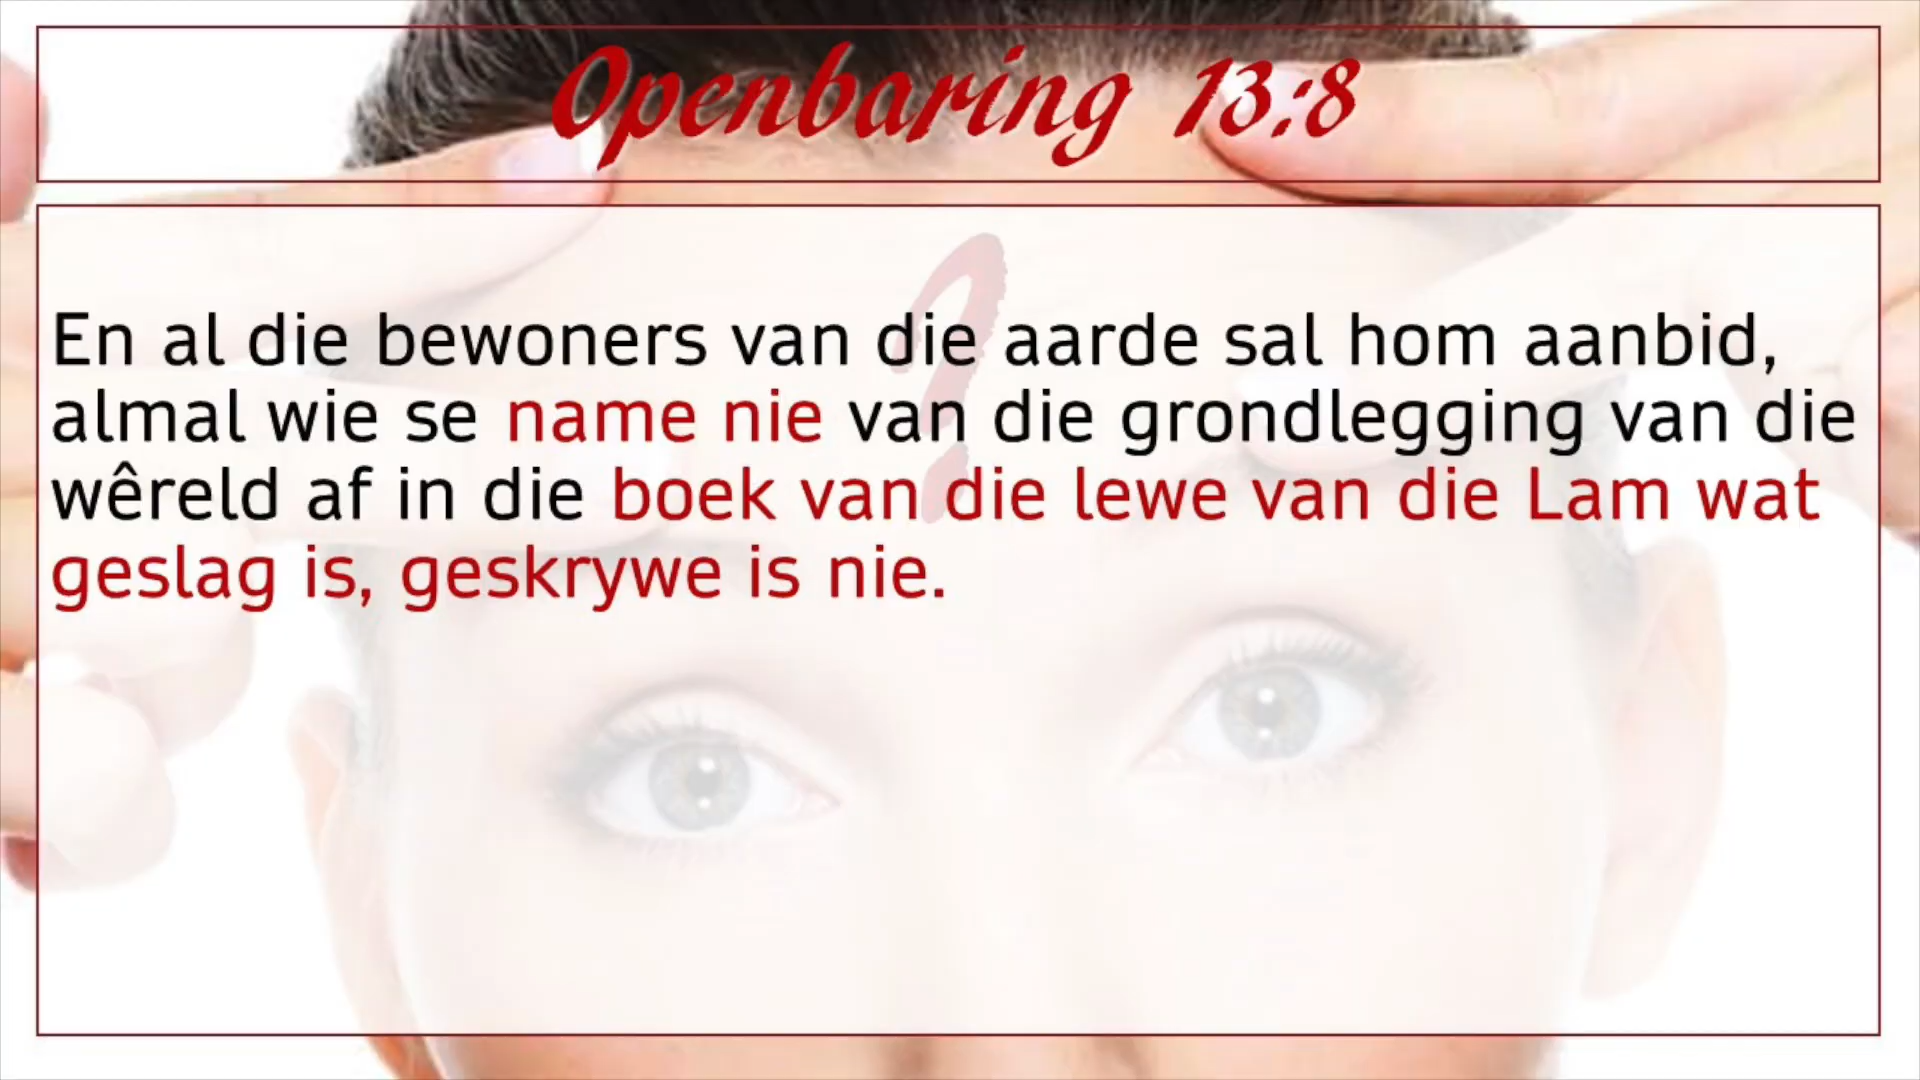 Openbaring 13:8
?
En al die bewoners van die aarde sal hom aanbid,
almal wie se name nie van die grondlegging van die
wêreld af in die boek van die lewe van die Lam wat
geslag is, geskrywe is nie.